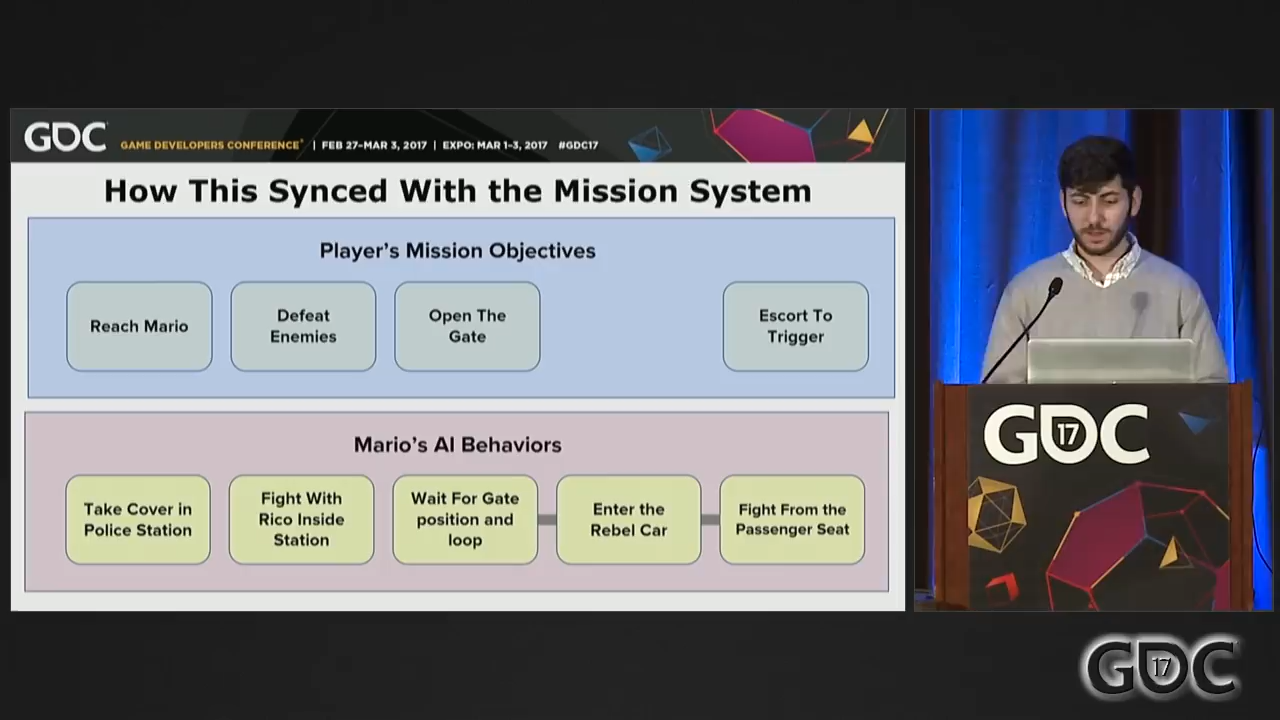 GDC GAME DEVELOPERS CONFERENCE® | FEB 27–MAR 3, 2017 | EXPO: MAR 1–3, 2017 #GDC17
How This Synced With the Mission System
Player's Mission Objectives
Reach Mario
Defeat
Enemies
Open The
Gate
Escort To
Trigger
Mario's AI Behaviors
Take Cover in
Police Station
Fight With
Rico Inside
Station
Wait For Gate
position and
loop
Enter the
Rebel Car
Fight From the
Passenger Seat
GDC 17
GDC 17